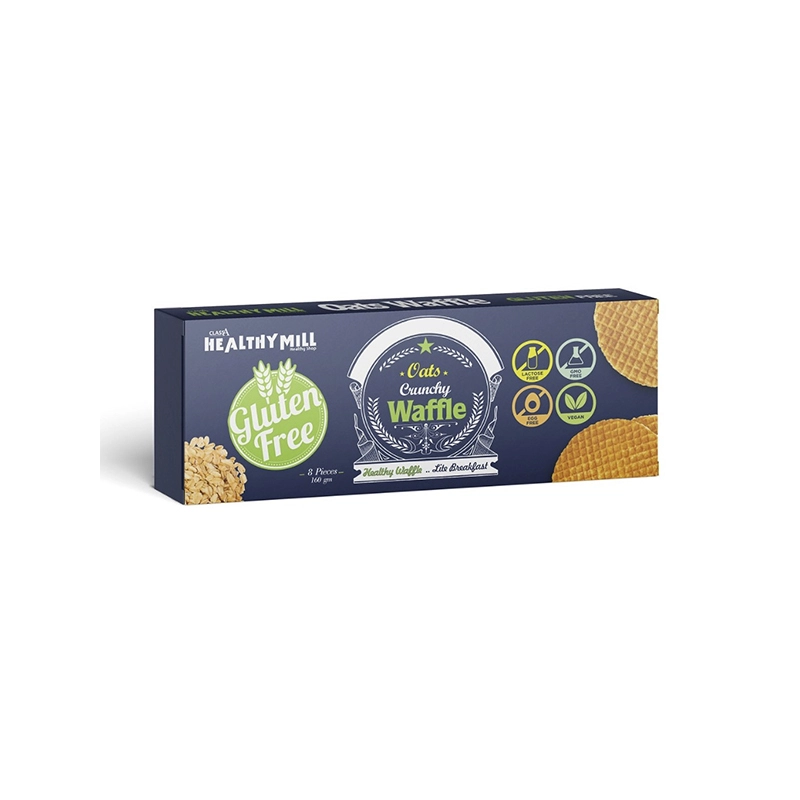 HEALTHY MILL
Oats Waffle
GLUTEN FREE
CLASSA
HEALTHY MILL
Healthy Shop
Gluten
Free
8 Pieces
160 gm
Oats
Crunchy
Waffle
Healthy Waffle .. Lite Breakfast
LACTOSE
FREE
GMO
FREE
EGG
FREE
VEGAN